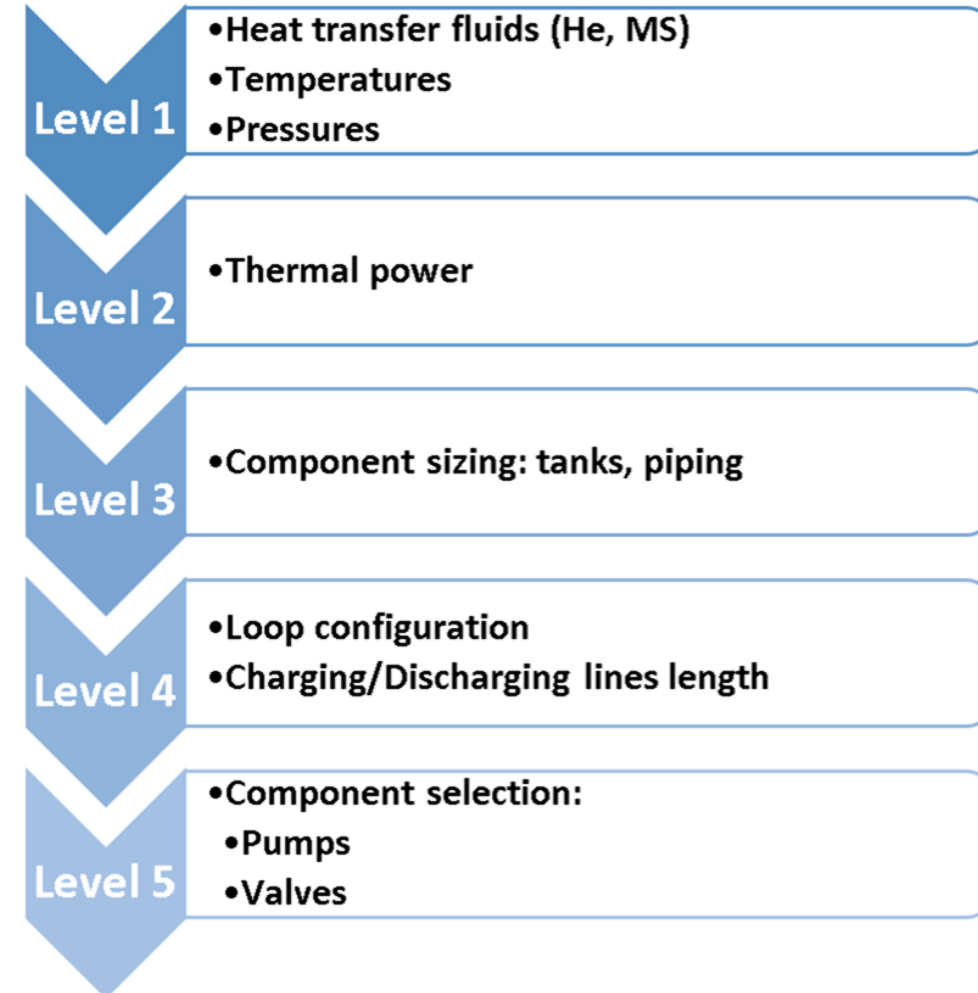 Level 1
•Heat transfer fluids (He, MS)
•Temperatures
•Pressures
Level 2
•Thermal power
Level 3
•Component sizing: tanks, piping
Level 4
•Loop configuration
•Charging/Discharging lines length
Level 5
•Component selection:
•Pumps
•Valves